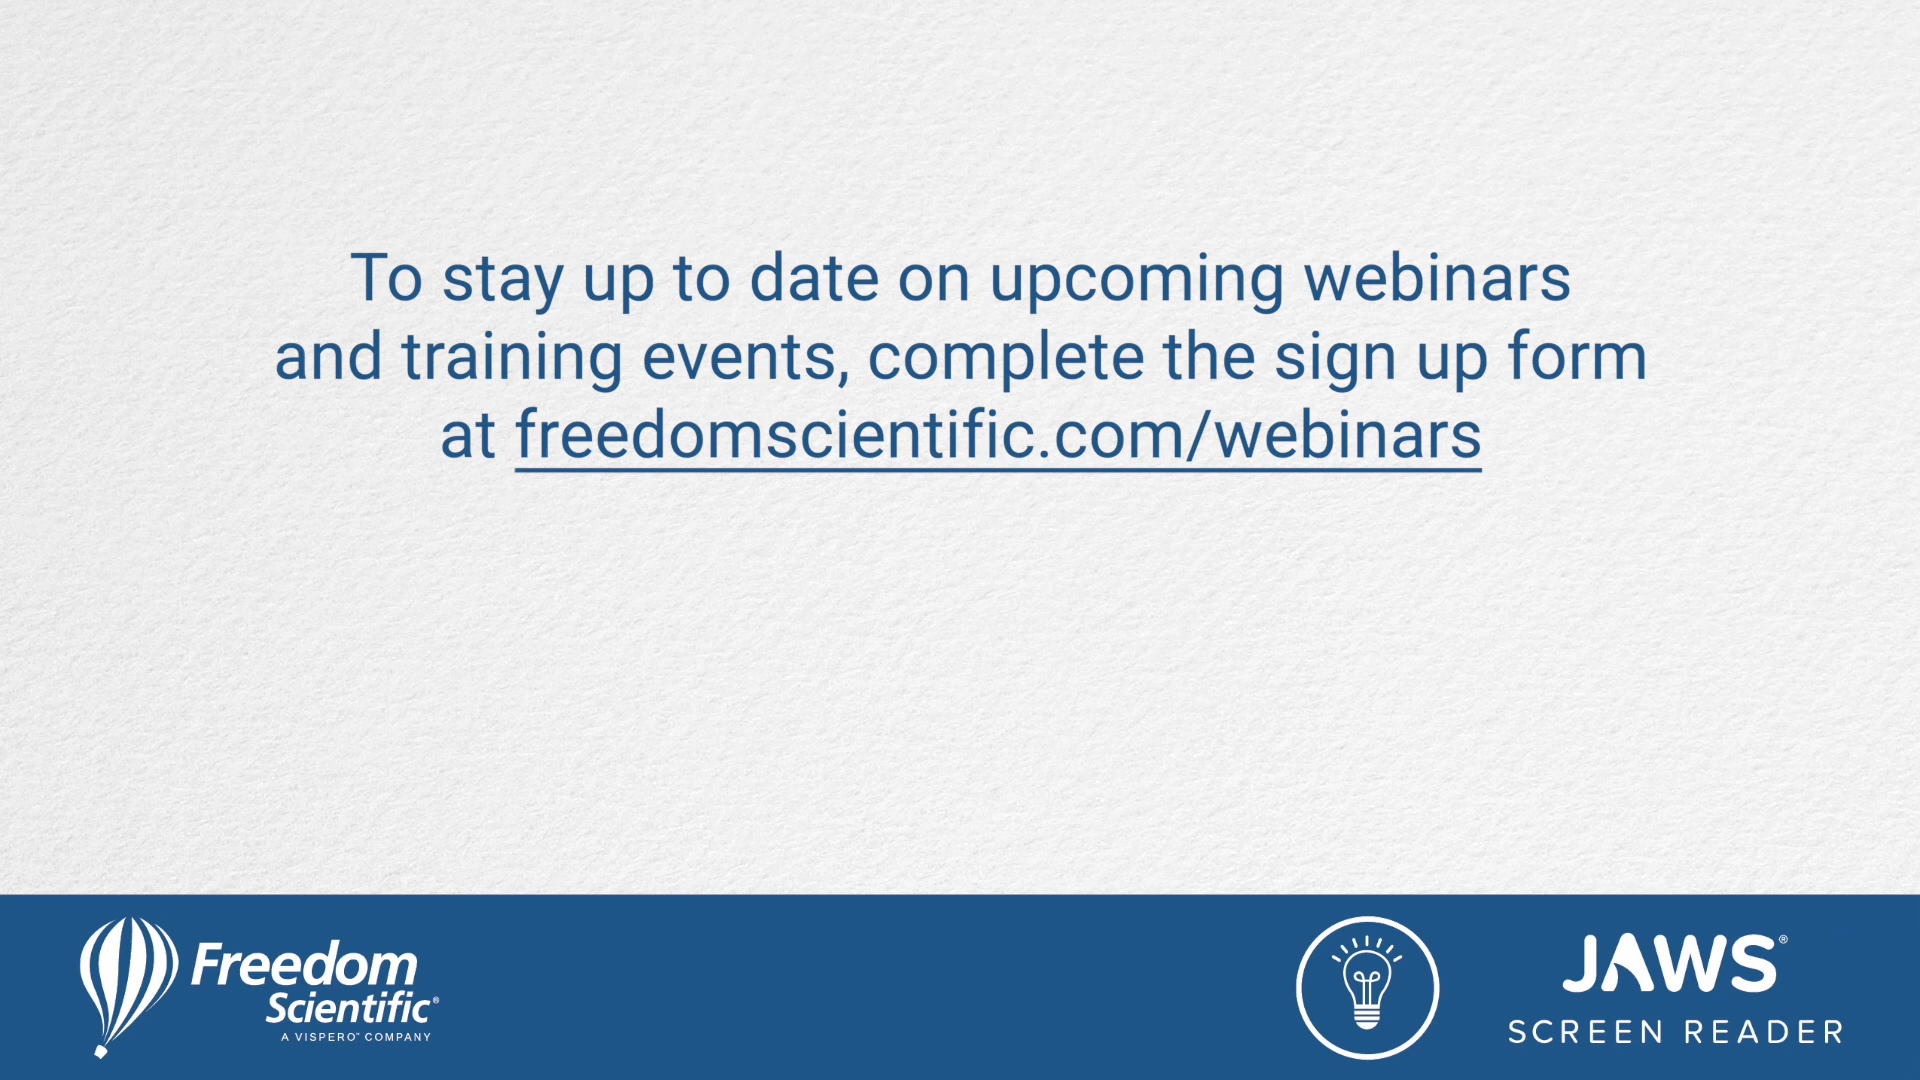 To stay up to date on upcoming webinars
and training events, complete the sign up form
at freedomscientific.com/webinars
Freedom
Scientific®
A VISPERO™ COMPANY
JAWS®
SCREEN READER